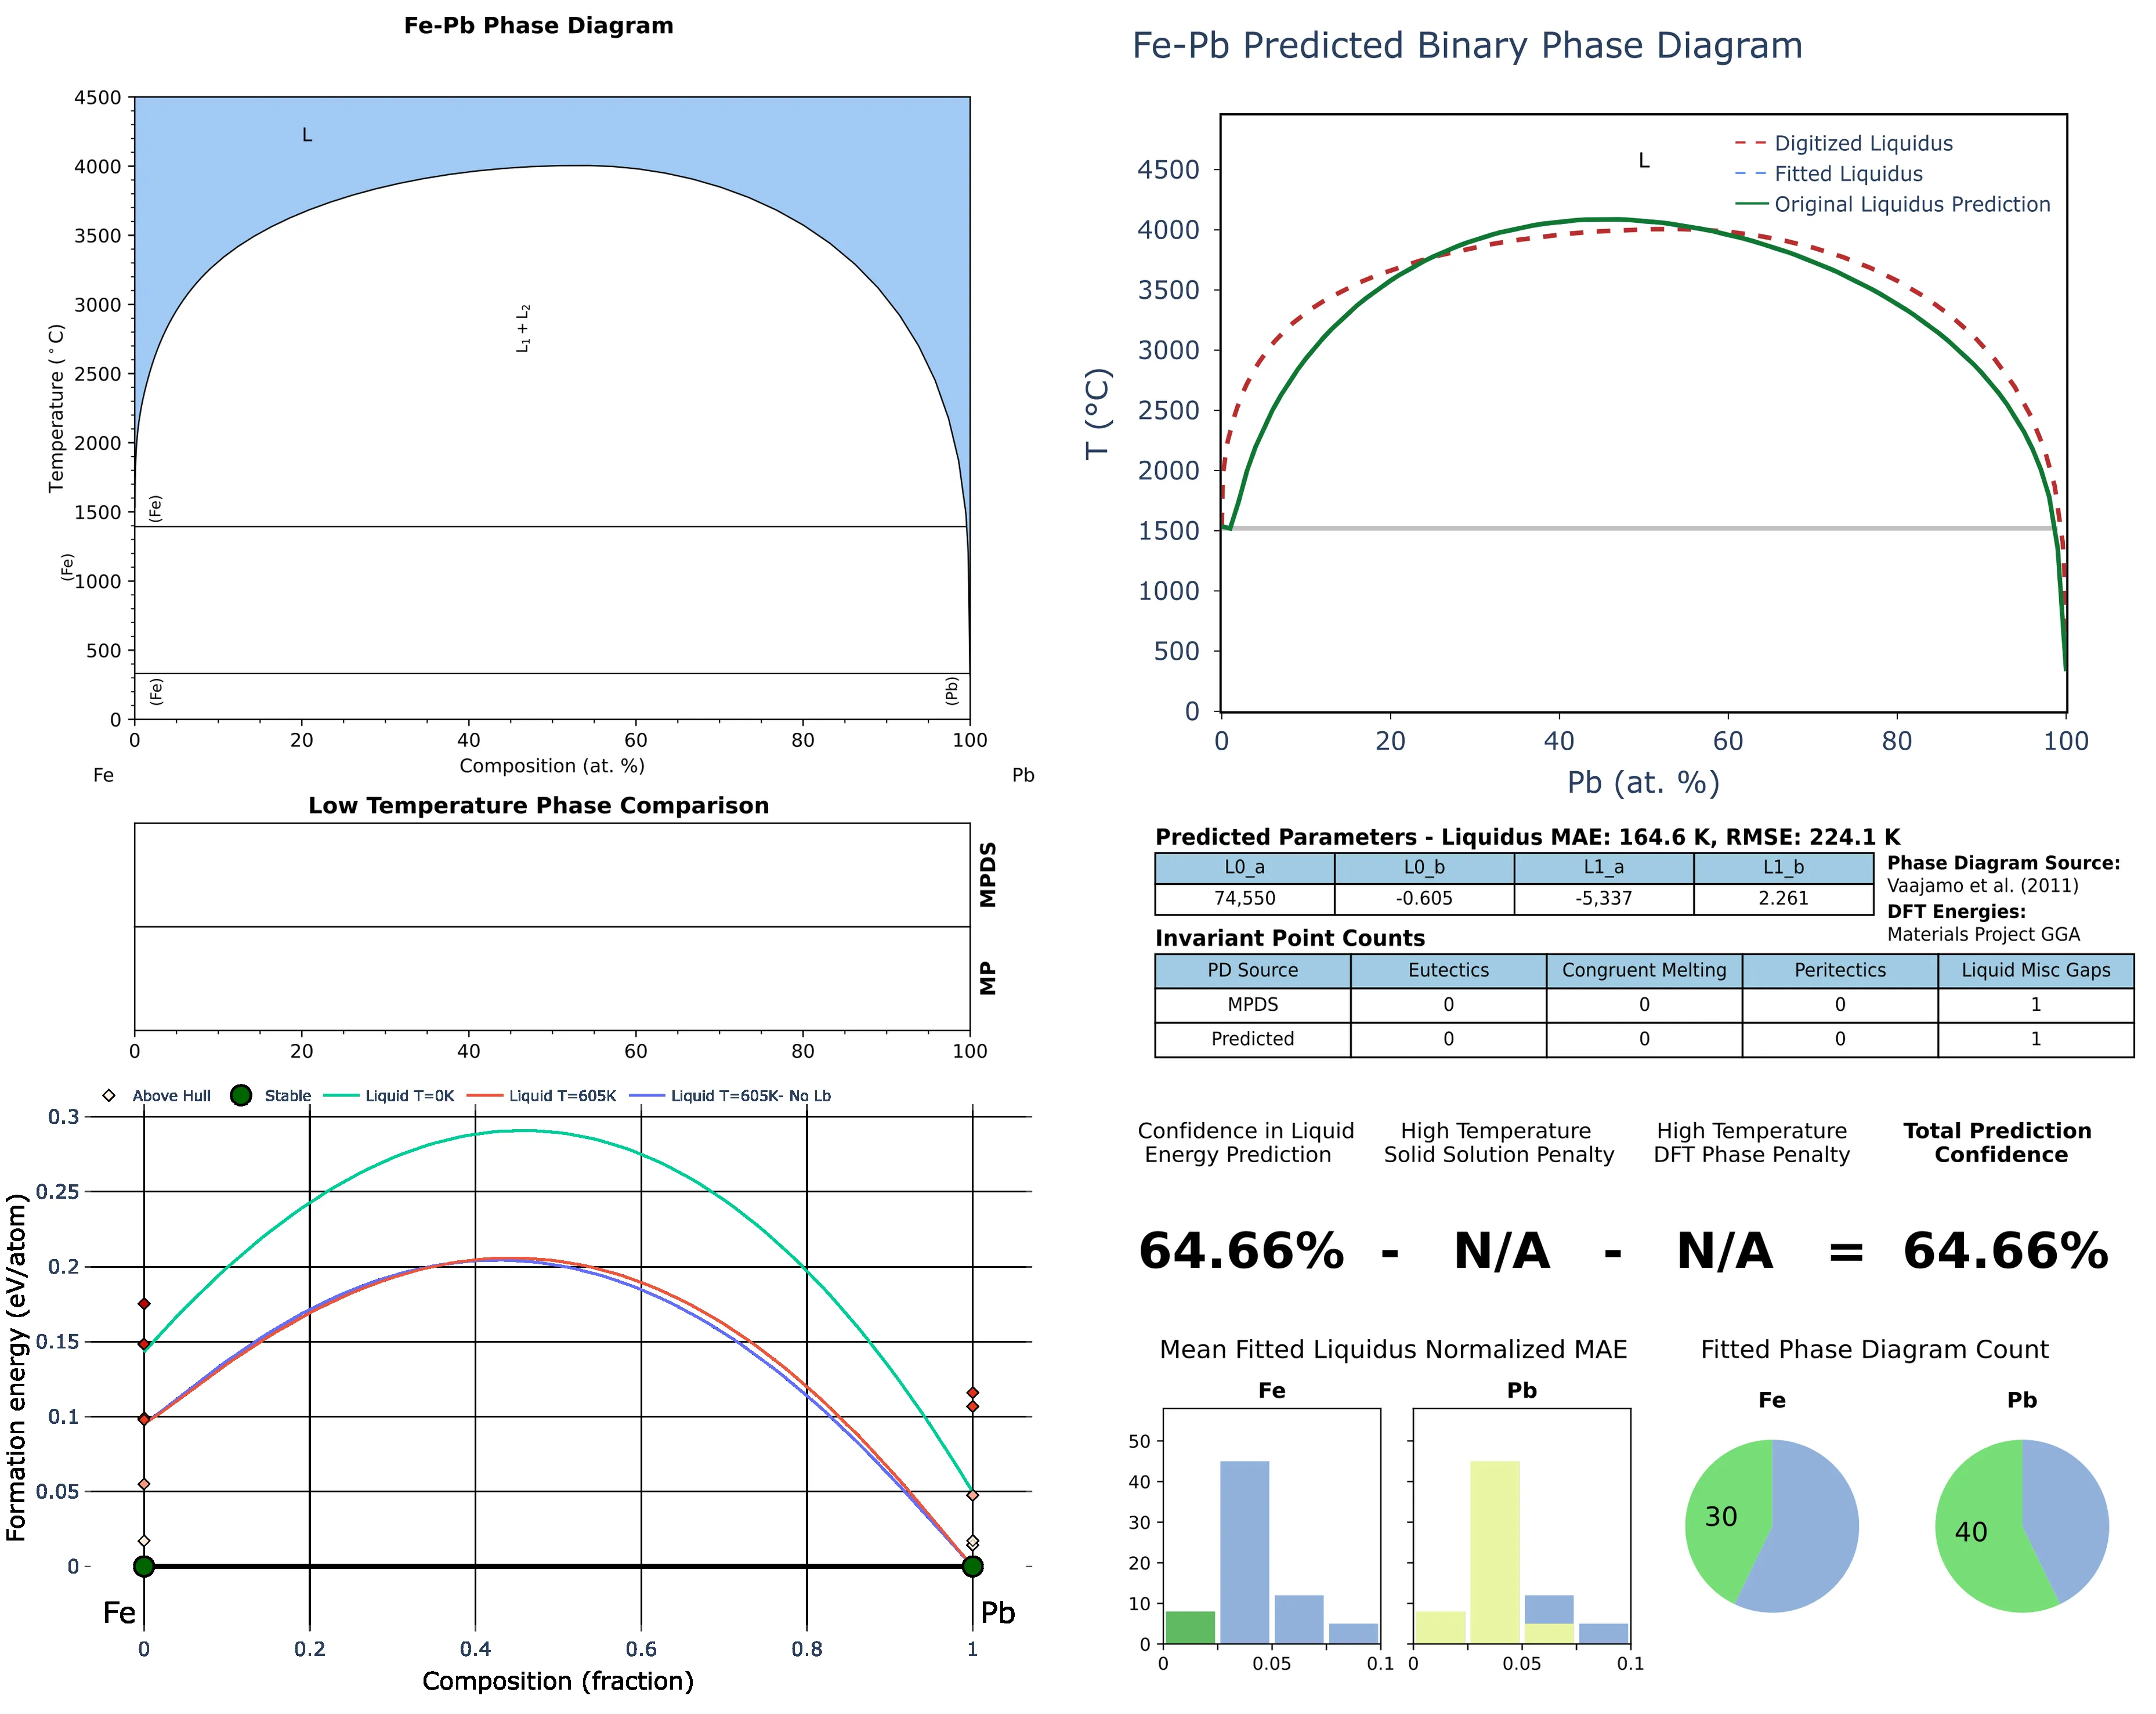 Fe-Pb Phase Diagram
4500
4000
3500
3000
2500
2000
1500
1000
500
0
Temperature (°C)
L
L1 + L2
(Fe)
(Fe)
(Fe)
(Pb)
0 20 40 60 80 100
Composition (at. %)
Fe Pb
Low Temperature Phase Comparison
MPDS
MP
0 20 40 60 80 100
Above Hull Stable Liquid T=0K Liquid T=605K Liquid T=605K- No Lb
0.3
0.25
0.2
0.15
0.1
0.05
0
Formation energy (eV/atom)
Fe Pb
0 0.2 0.4 0.6 0.8 1
Composition (fraction)
Fe-Pb Predicted Binary Phase Diagram
L
Digitized Liquidus
Fitted Liquidus
Original Liquidus Prediction
4500
4000
3500
3000
2500
2000
1500
1000
500
0
T (°C)
0 20 40 60 80 100
Pb (at. %)
Predicted Parameters - Liquidus MAE: 164.6 K, RMSE: 224.1 K
L0_a L0_b L1_a L1_b
74,550 -0.605 -5,337 2.261
Phase Diagram Source:
Vaajamo et al. (2011)
DFT Energies:
Materials Project GGA
Invariant Point Counts
PD Source Eutectics Congruent Melting Peritectics Liquid Misc Gaps
MPDS 0 0 0 1
Predicted 0 0 0 1
Confidence in Liquid
Energy Prediction
High Temperature
Solid Solution Penalty
High Temperature
DFT Phase Penalty
Total Prediction
Confidence
64.66% - N/A - N/A = 64.66%
Mean Fitted Liquidus Normalized MAE
Fe Pb
50
40
30
20
10
0
0 0.05 0.1
0 0.05 0.1
Fitted Phase Diagram Count
Fe Pb
30 40